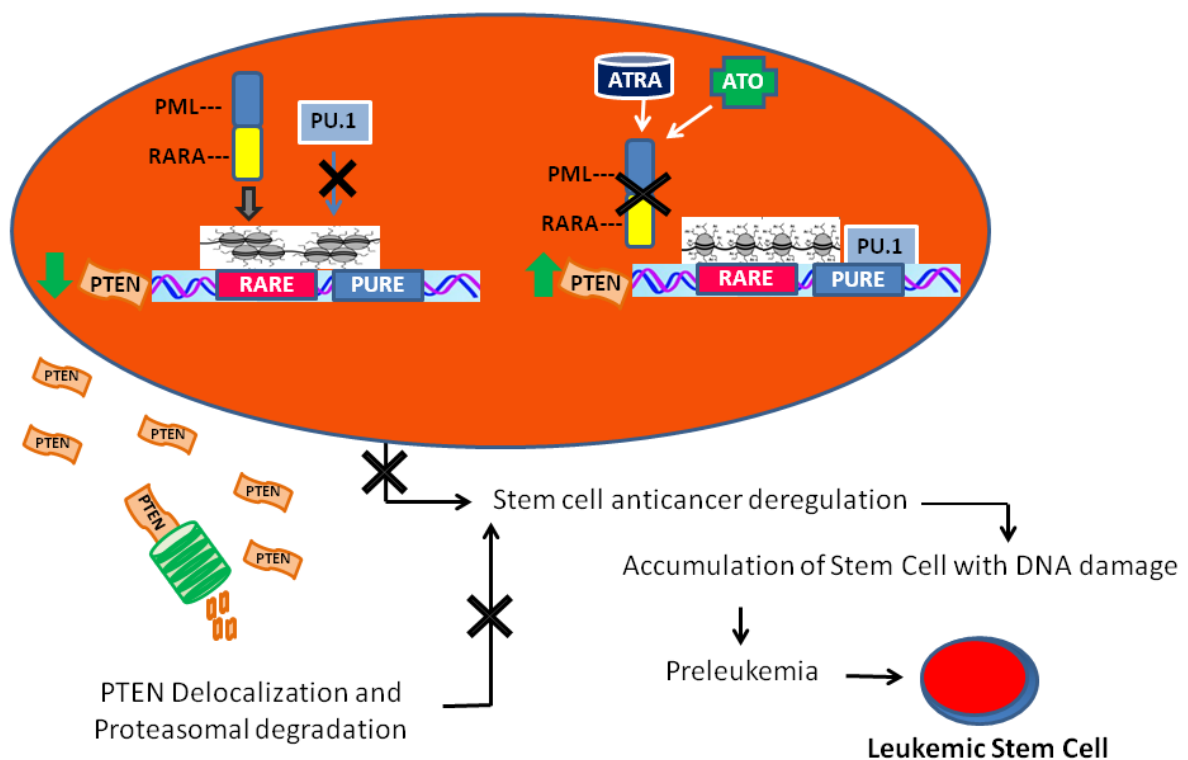 PML---
RARA---
PU.1
PTEN
RARE
PURE
ATRA
ATO
PML---
RARA---
PU.1
PTEN
RARE
PURE
PTEN
PTEN
PTEN
PTEN
PTEN
PTEN
Stem cell anticancer deregulation
Accumulation of Stem Cell with DNA damage
Preleukemia
Leukemic Stem Cell
PTEN Delocalization and
Proteasomal degradation